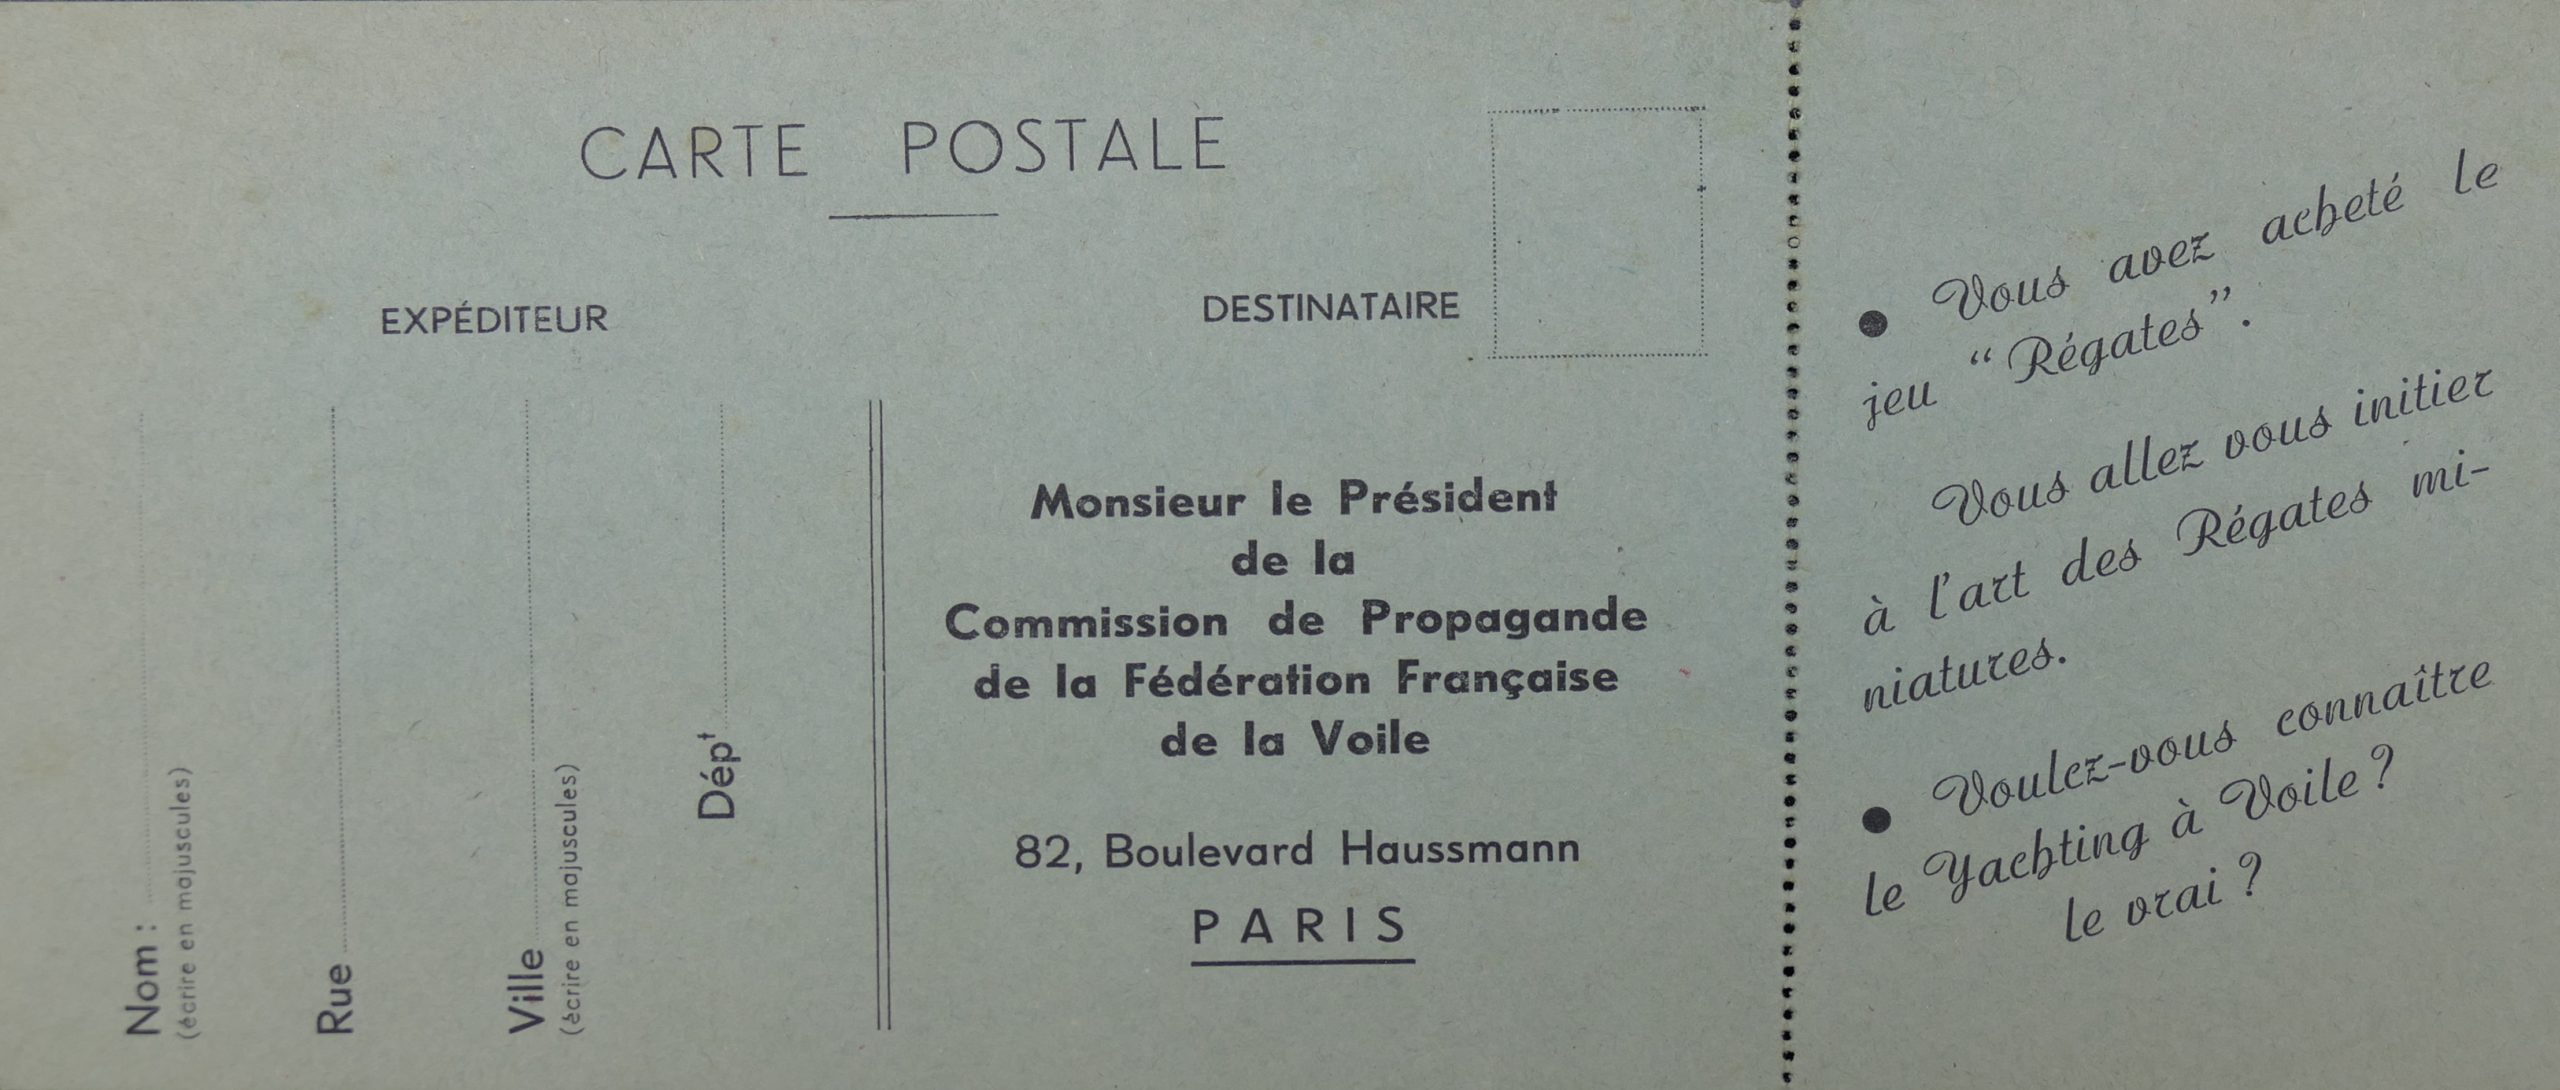 CARTE POSTALE
EXPÉDITEUR
Nom :
(écrire en majuscules)
Rue
Ville
(écrire en majuscules)
Dépt
DESTINATAIRE
Monsieur le Président
de la
Commission de Propagande
de la Fédération Française
de la Voile
82, Boulevard Haussmann
PARIS
● Vous avez acheté le
jeu “Régates”.
Vous allez vous initier
à l'art des Régates mi-
niatures.
● Voulez-vous connaître
le Yachting à Voile ?
le vrai ?